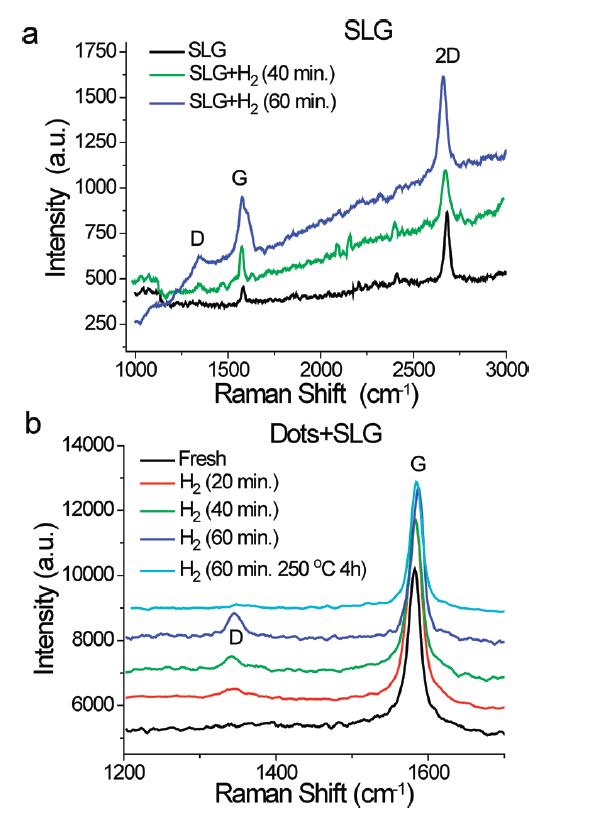 a
SLG
1750
1500
1250
1000
750
500
250
SLG
SLG+H2 (40 min.)
SLG+H2 (60 min.)
2D
G
D
Intensity (a.u.)
1000 1500 2000 2500 3000
Raman Shift (cm-1)
b
Dots+SLG
14000
12000
10000
8000
6000
Fresh
H2 (20 min.)
H2 (40 min.)
H2 (60 min.)
H2 (60 min. 250 °C 4h)
G
D
Intensity (a.u.)
1200 1400 1600
Raman Shift (cm-1)